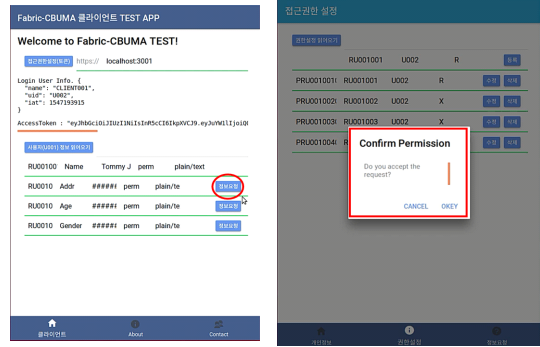 Fabric-CBUMA 클라이언트 TEST APP
Welcome to Fabric-CBUMA TEST!
접근권한설정(토큰) https:// localhost:3001
Login User Info. {
"name": "CLIENT001",
"uid": "U002",
"iat": 1547193915
}
AccessToken : "eyJhbGciOiJIUzI1NiIsInR5cCI6IkpXVCJ9.eyJuYW1lIjoiQ
사용자(U001) 정보 읽어오기
RU00100 Name Tommy J perm plain/text
RU0010 Addr ###### perm plain/te 정보요청
RU0010 Age ###### perm plain/te 정보요청
RU0010 Gender ###### perm plain/te 정보요청
클라이언트 About Contact
접근권한 설정
권한설정 읽어오기
RU001001 U002 R 등록
PRU001001 RU001001 U002 R 수정 삭제
PRU001002 RU001002 U002 X 수정 삭제
PRU001003 RU001003 U002 X 수정 삭제
PRU001004 수정 삭제
Confirm Permission
Do you accept the
request?
CANCEL OKEY
개인정보 권한설정 정보요청